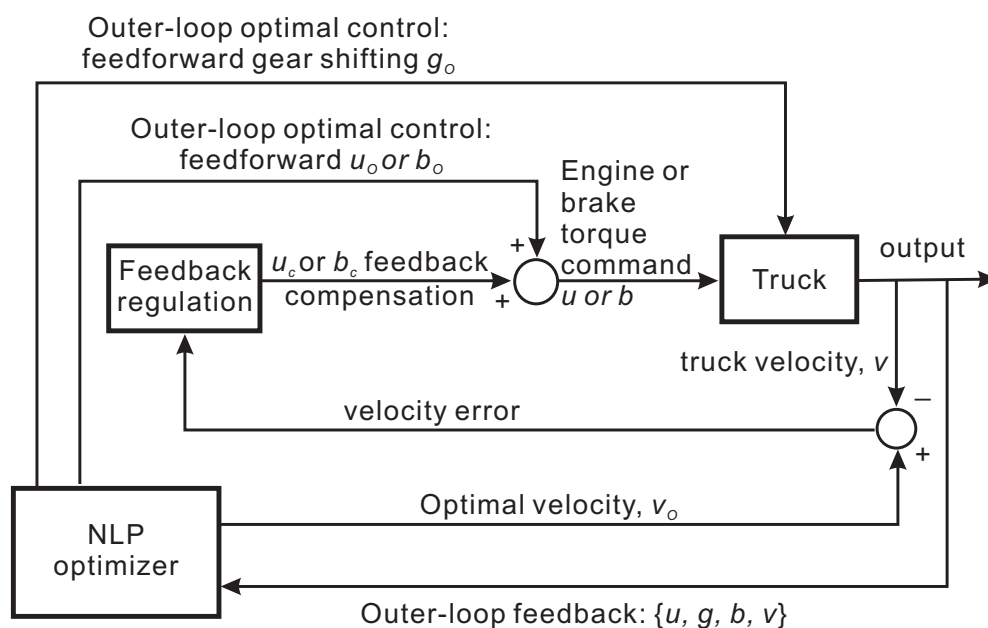 Outer-loop optimal control:
feedforward gear shifting g_o
Outer-loop optimal control:
feedforward u_o or b_o
Engine or
brake
torque
command
u or b
+
+
Feedback
regulation
u_c or b_c feedback
compensation
Truck
output
truck velocity, v
–
+
velocity error
Optimal velocity, v_o
NLP
optimizer
Outer-loop feedback: {u, g, b, v}